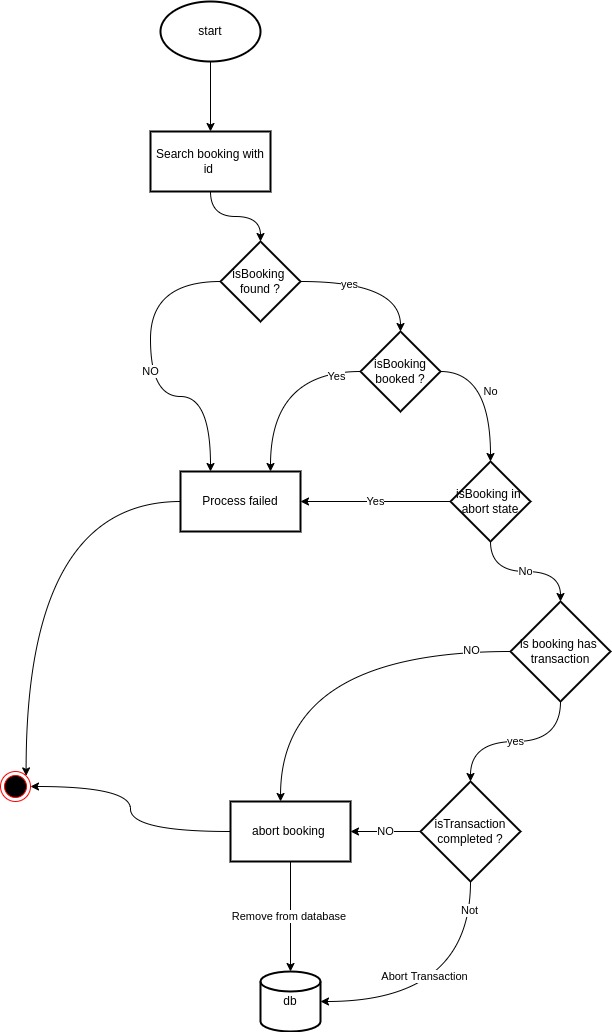 start
Search booking with
id
isBooking
found ?
yes
isBooking
booked ?
NO
Yes
No
isBooking in
abort state
Process failed
Yes
No
is booking has
transaction
NO
yes
isTransaction
completed ?
abort booking
NO
Not
Remove from database
Abort Transaction
db